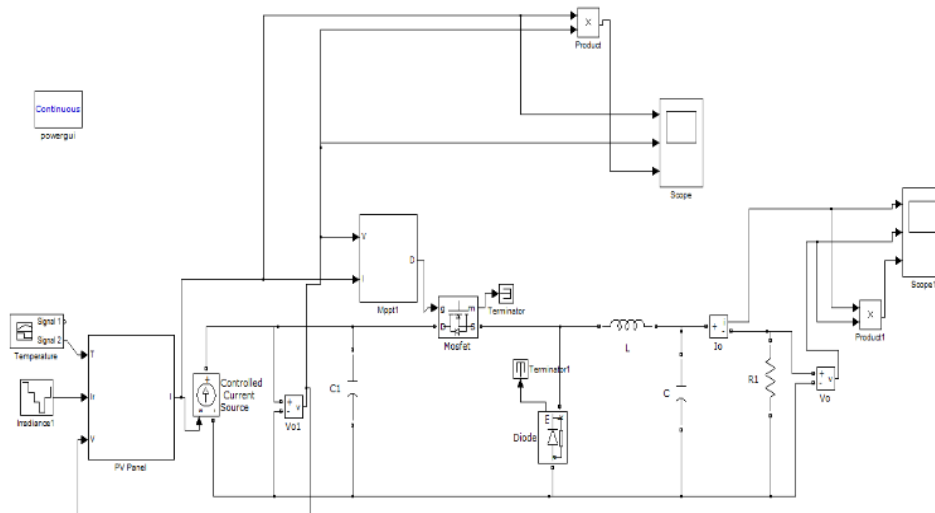 X
Product
Continuous
powergui
Scope
V
I
D
Mppt1
g
m
D
S
Mosfet
Terminator
Scope1
X
Product1
Signal 1
Signal 2
Temperature
T
Ir
V
I
PV Panel
Irradiance1
Controlled
Current
Source
+
-
v
Vo1
C1
Terminator1
Diode
L
C
+
-
i
Io
R1
+
-
v
Vo